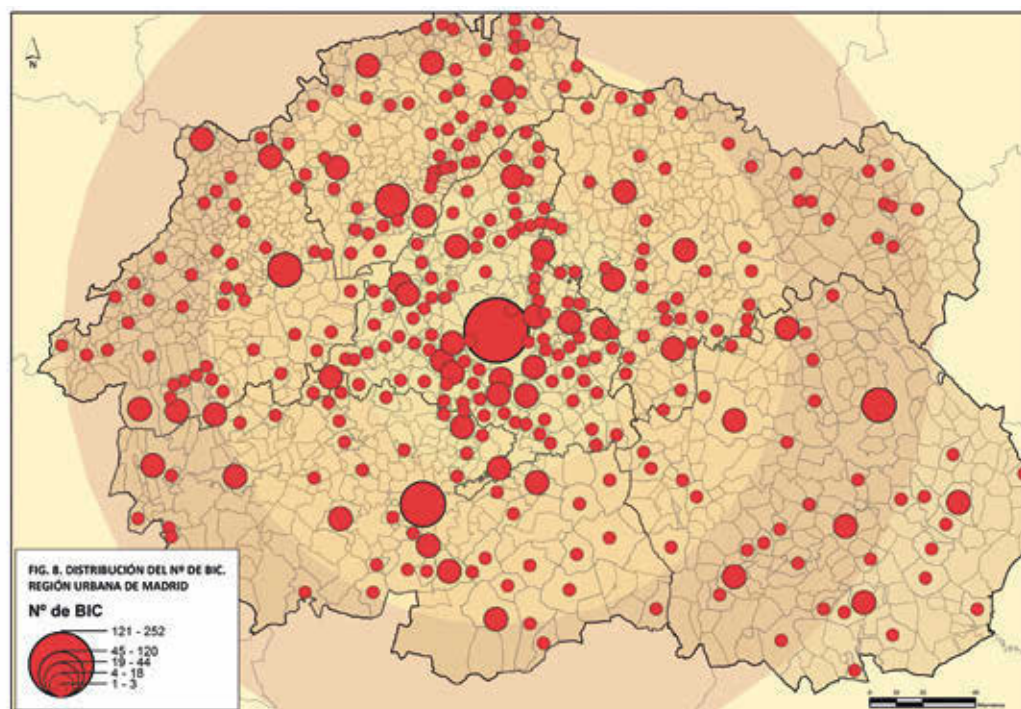 N
FIG. 8. DISTRIBUCIÓN DEL Nº DE BIC.
REGIÓN URBANA DE MADRID
Nº de BIC
121 - 252
45 - 120
19 - 44
4 - 18
1 - 3